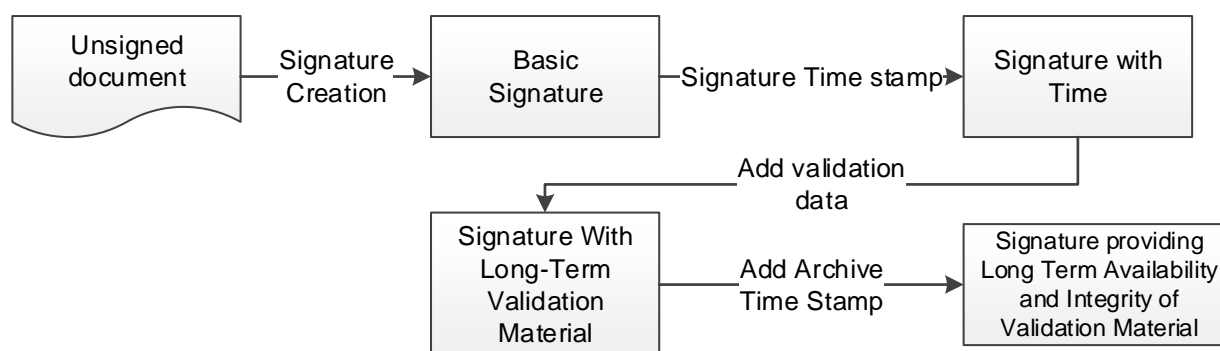 Unsigned
document
Signature
Creation
Basic
Signature
Signature Time stamp
Signature with
Time
Add validation
data
Signature With
Long-Term
Validation
Material
Add Archive
Time Stamp
Signature providing
Long Term Availability
and Integrity of
Validation Material